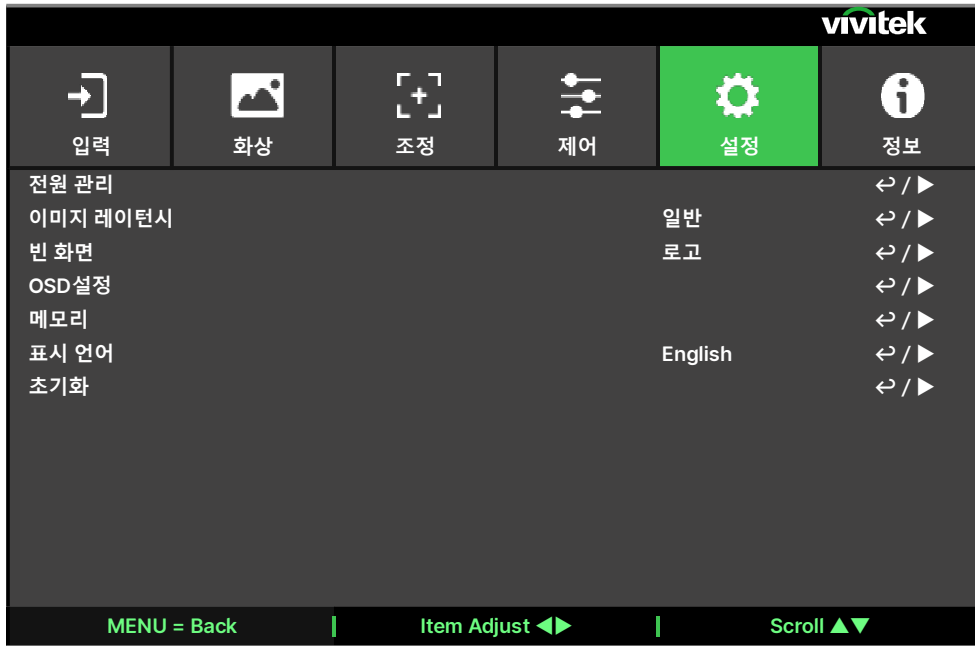 vivitek
입력 화상 조정 제어 설정 정보
전원 관리 /
이미지 레이턴시 일반 /
빈 화면 로고 /
OSD설정 /
메모리 /
표시 언어 English /
초기화 /
MENU = Back Item Adjust ◀▶ Scroll ▲▼